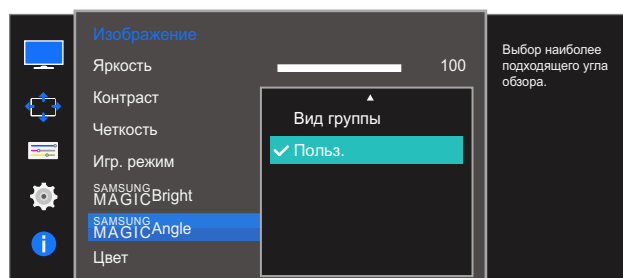 Изображение
Яркость 100
Контраст
Четкость
Игр. режим
SAMSUNG
MAGICBright
SAMSUNG
MAGICAngle
Цвет
Вид группы
Польз.
Выбор наиболее
подходящего угла
обзора.